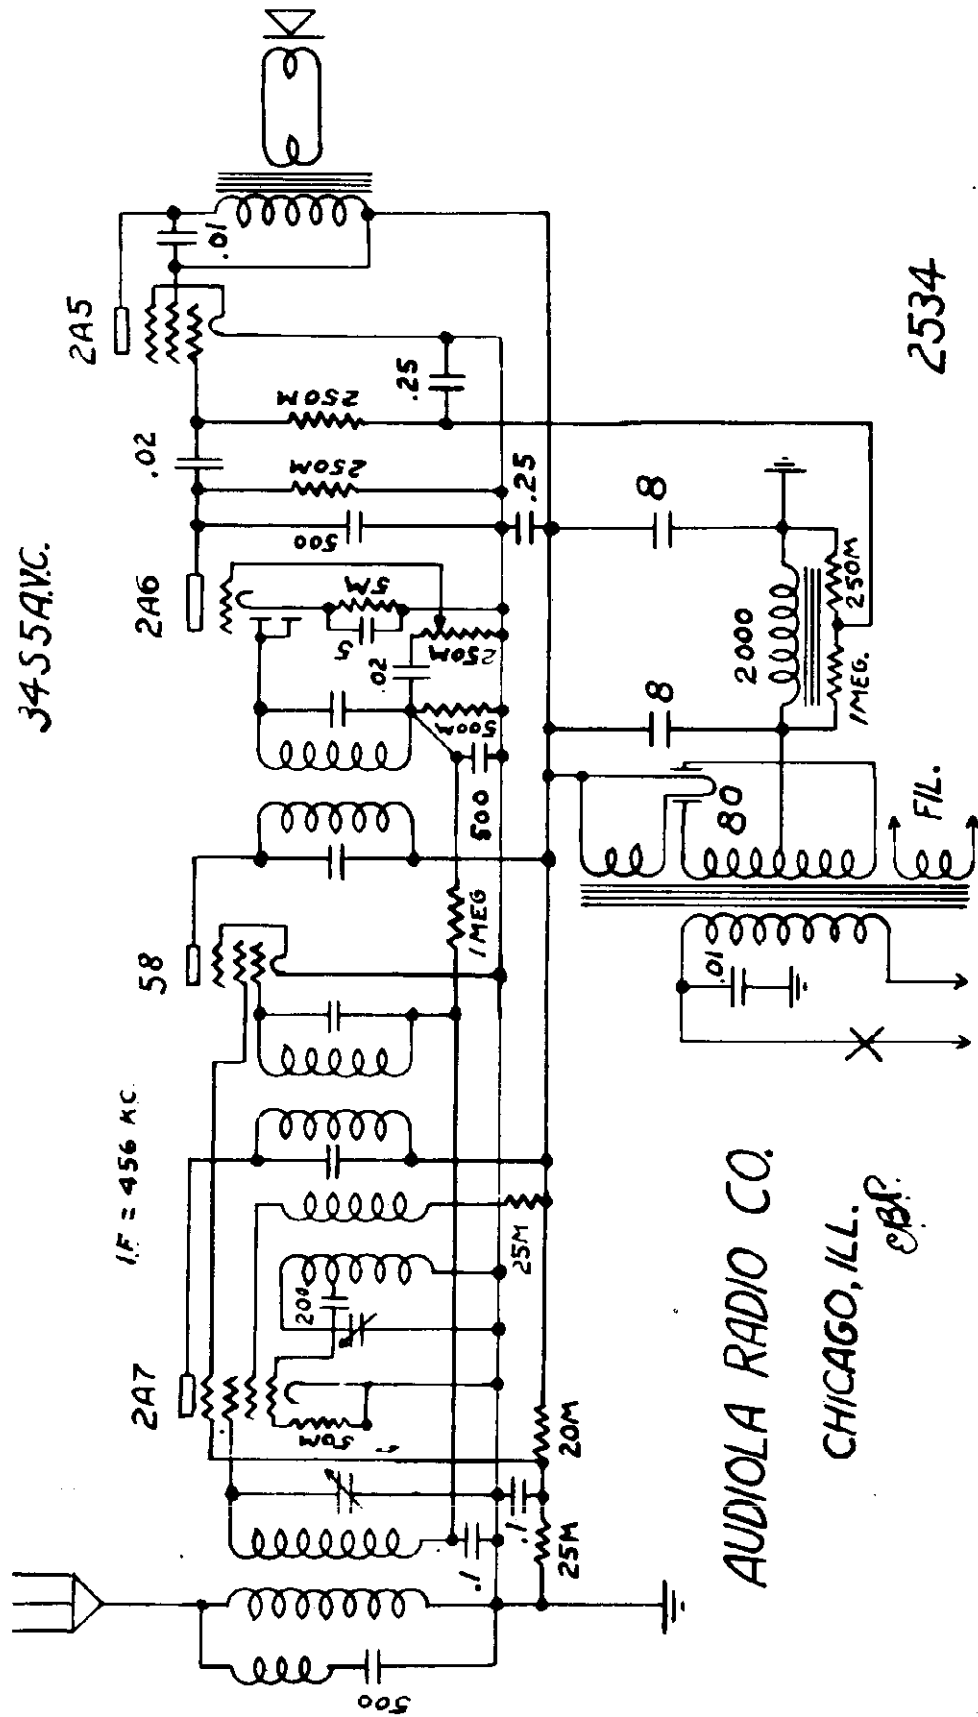 34S5 A.V.C.
I.F = 456 KC
2A7
58
2A6
2A5
500
.1
50M
.1
25M
20M
200
25M
1MEG
500
500M
.02
250M
5
5M
500
250M
.02
250M
.25
.25
.01
.01
80
FIL.
8
2000
8
1MEG.
250M
AUDIOLA RADIO CO.
CHICAGO, ILL.
2534